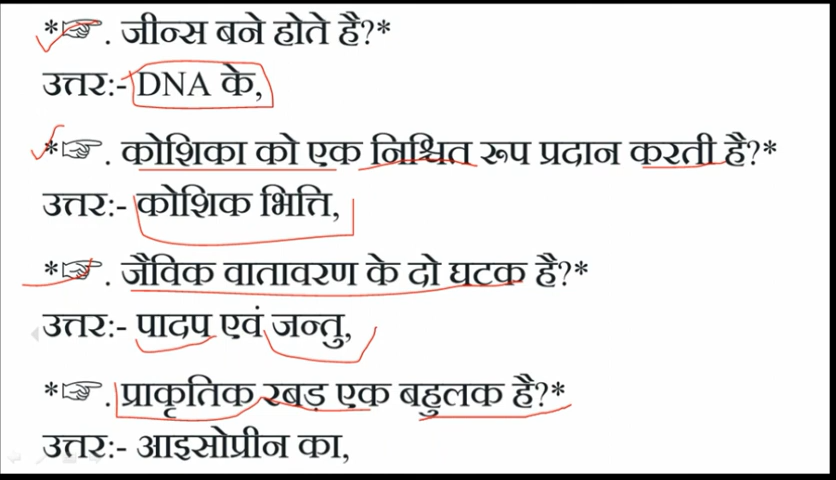 *☞. जीन्स बने होते है?*
उत्तर:- DNA के,
*☞. कोशिका को एक निश्चित रूप प्रदान करती है?*
उत्तर:- कोशिक भित्ति,
*☞. जैविक वातावरण के दो घटक है?*
उत्तर:- पादप एवं जन्तु,
*☞. प्राकृतिक रबड़ एक बहुलक है?*
उत्तर:- आइसोप्रीन का,